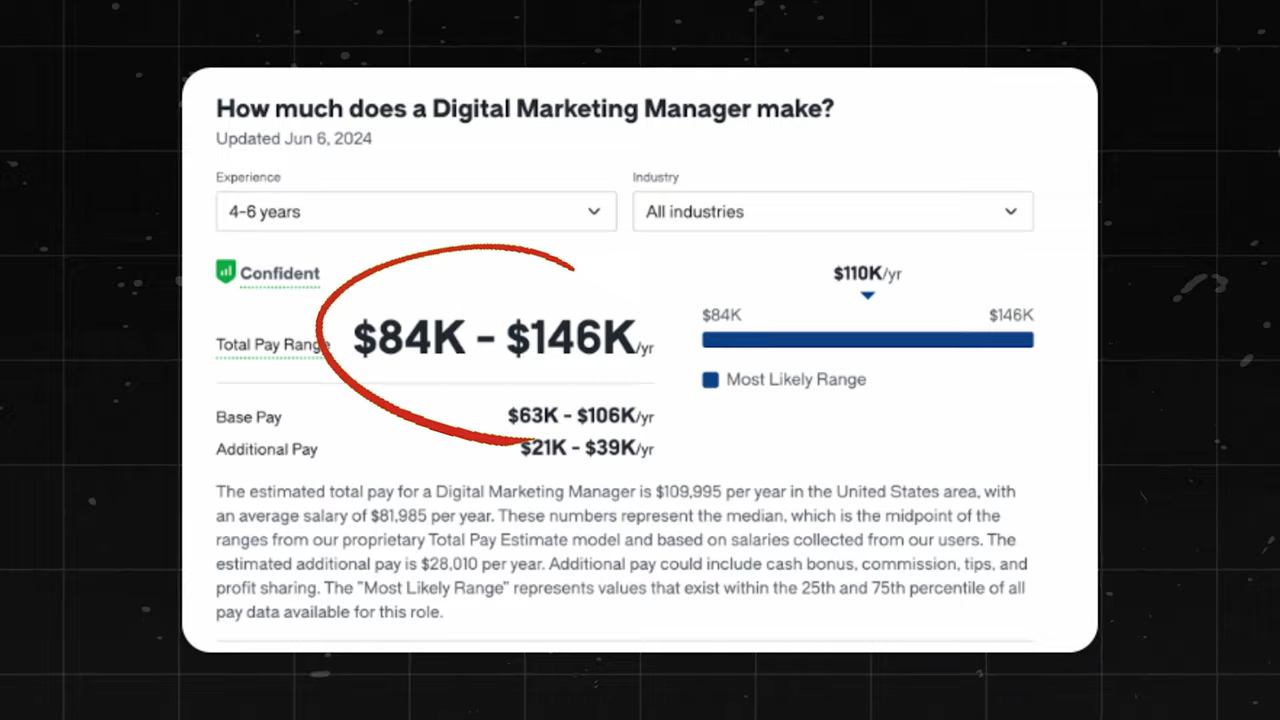 How much does a Digital Marketing Manager make?
Updated Jun 6, 2024
Experience
Industry
4-6 years
All industries
Confident
$110K/yr
$84K
$146K
Total Pay Range
$84K - $146K/yr
Most Likely Range
Base Pay
$63K - $106K/yr
Additional Pay
$21K - $39K/yr
The estimated total pay for a Digital Marketing Manager is $109,995 per year in the United States area, with
an average salary of $81,985 per year. These numbers represent the median, which is the midpoint of the
ranges from our proprietary Total Pay Estimate model and based on salaries collected from our users. The
estimated additional pay is $28,010 per year. Additional pay could include cash bonus, commission, tips, and
profit sharing. The "Most Likely Range" represents values that exist within the 25th and 75th percentile of all
pay data available for this role.